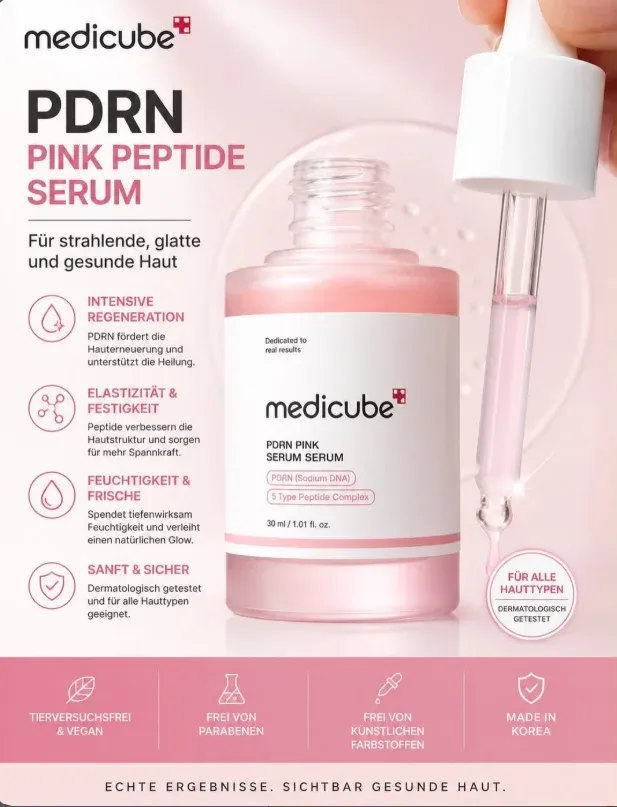 medicube
PDRN
PINK PEPTIDE
SERUM
Für strahlende, glatte
und gesunde Haut
INTENSIVE
REGENERATION
PDRN fördert die
Hauterneuerung und
unterstützt die Heilung.
ELASTIZITÄT &
FESTIGKEIT
Peptide verbessern die
Hautstruktur und sorgen
für mehr Spannkraft.
FEUCHTIGKEIT &
FRISCHE
Spendet tiefenwirksam
Feuchtigkeit und verleiht
einen natürlichen Glow.
SANFT & SICHER
Dermatologisch getestet
und für alle Hauttypen
geeignet.
Dedicated to
real results
medicube
PDRN PINK
SERUM SERUM
PDRN (Sodium DNA)
5 Type Peptide Complex
30 ml / 1.01 fl. oz.
FÜR ALLE
HAUTTYPEN
DERMATOLOGISCH
GETESTET
TIERVERSUCHSFREI
& VEGAN
FREI VON
PARABENEN
FREI VON
KÜNSTLICHEN
FARBSTOFFEN
MADE IN
KOREA
ECHTE ERGEBNISSE. SICHTBAR GESUNDE HAUT.